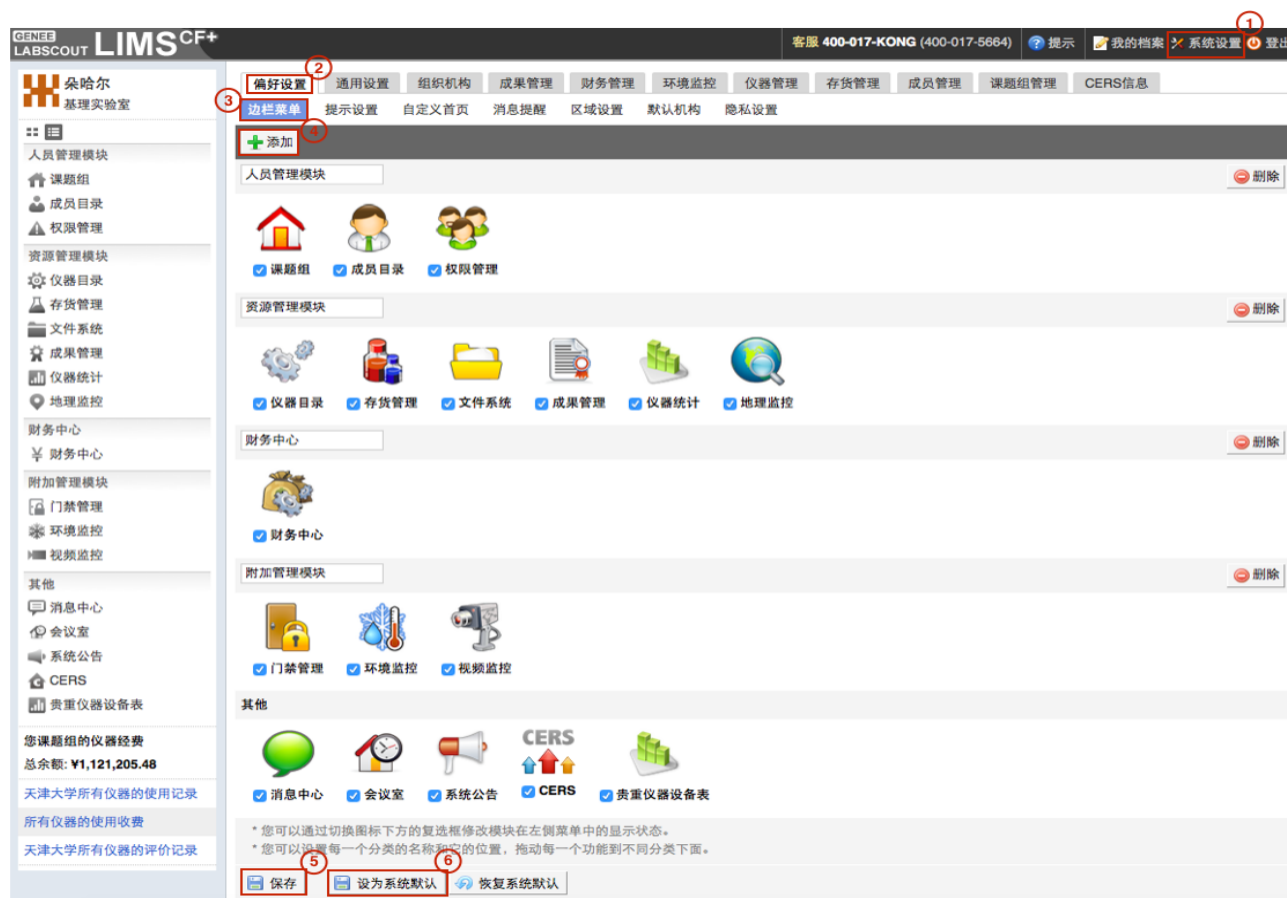 ①
GENEE
LABSCOUT LIMS CF+
客服 400-017-KONG (400-017-5664) 提示 我的档案 系统设置 登出
②
偏好设置 通用设置 组织机构 成果管理 财务管理 环境监控 仪器管理 存货管理 成员管理 课题组管理 CERS信息
③
边栏菜单 提示设置 自定义首页 消息提醒 区域设置 默认机构 隐私设置
④
添加
朵哈尔
基理实验室
人员管理模块
课题组
成员目录
权限管理
资源管理模块
仪器目录
存货管理
文件系统
成果管理
仪器统计
地理监控
财务中心
财务中心
附加管理模块
门禁管理
环境监控
视频监控
其他
消息中心
会议室
系统公告
CERS
贵重仪器设备表
您课题组的仪器经费
总余额: ¥1,121,205.48
天津大学所有仪器的使用记录
所有仪器的使用收费
天津大学所有仪器的评价记录
人员管理模块 删除
课题组 成员目录 权限管理
资源管理模块 删除
仪器目录 存货管理 文件系统 成果管理 仪器统计 地理监控
财务中心 删除
财务中心
附加管理模块 删除
门禁管理 环境监控 视频监控
其他
CERS
消息中心 会议室 系统公告 CERS 贵重仪器设备表
* 您可以通过切换图标下方的复选框修改模块在左侧菜单中的显示状态。
* 您可以设置每一个分类的名称和它的位置，拖动每一个功能到不同分类下面。
⑤ ⑥
保存 设为系统默认 恢复系统默认